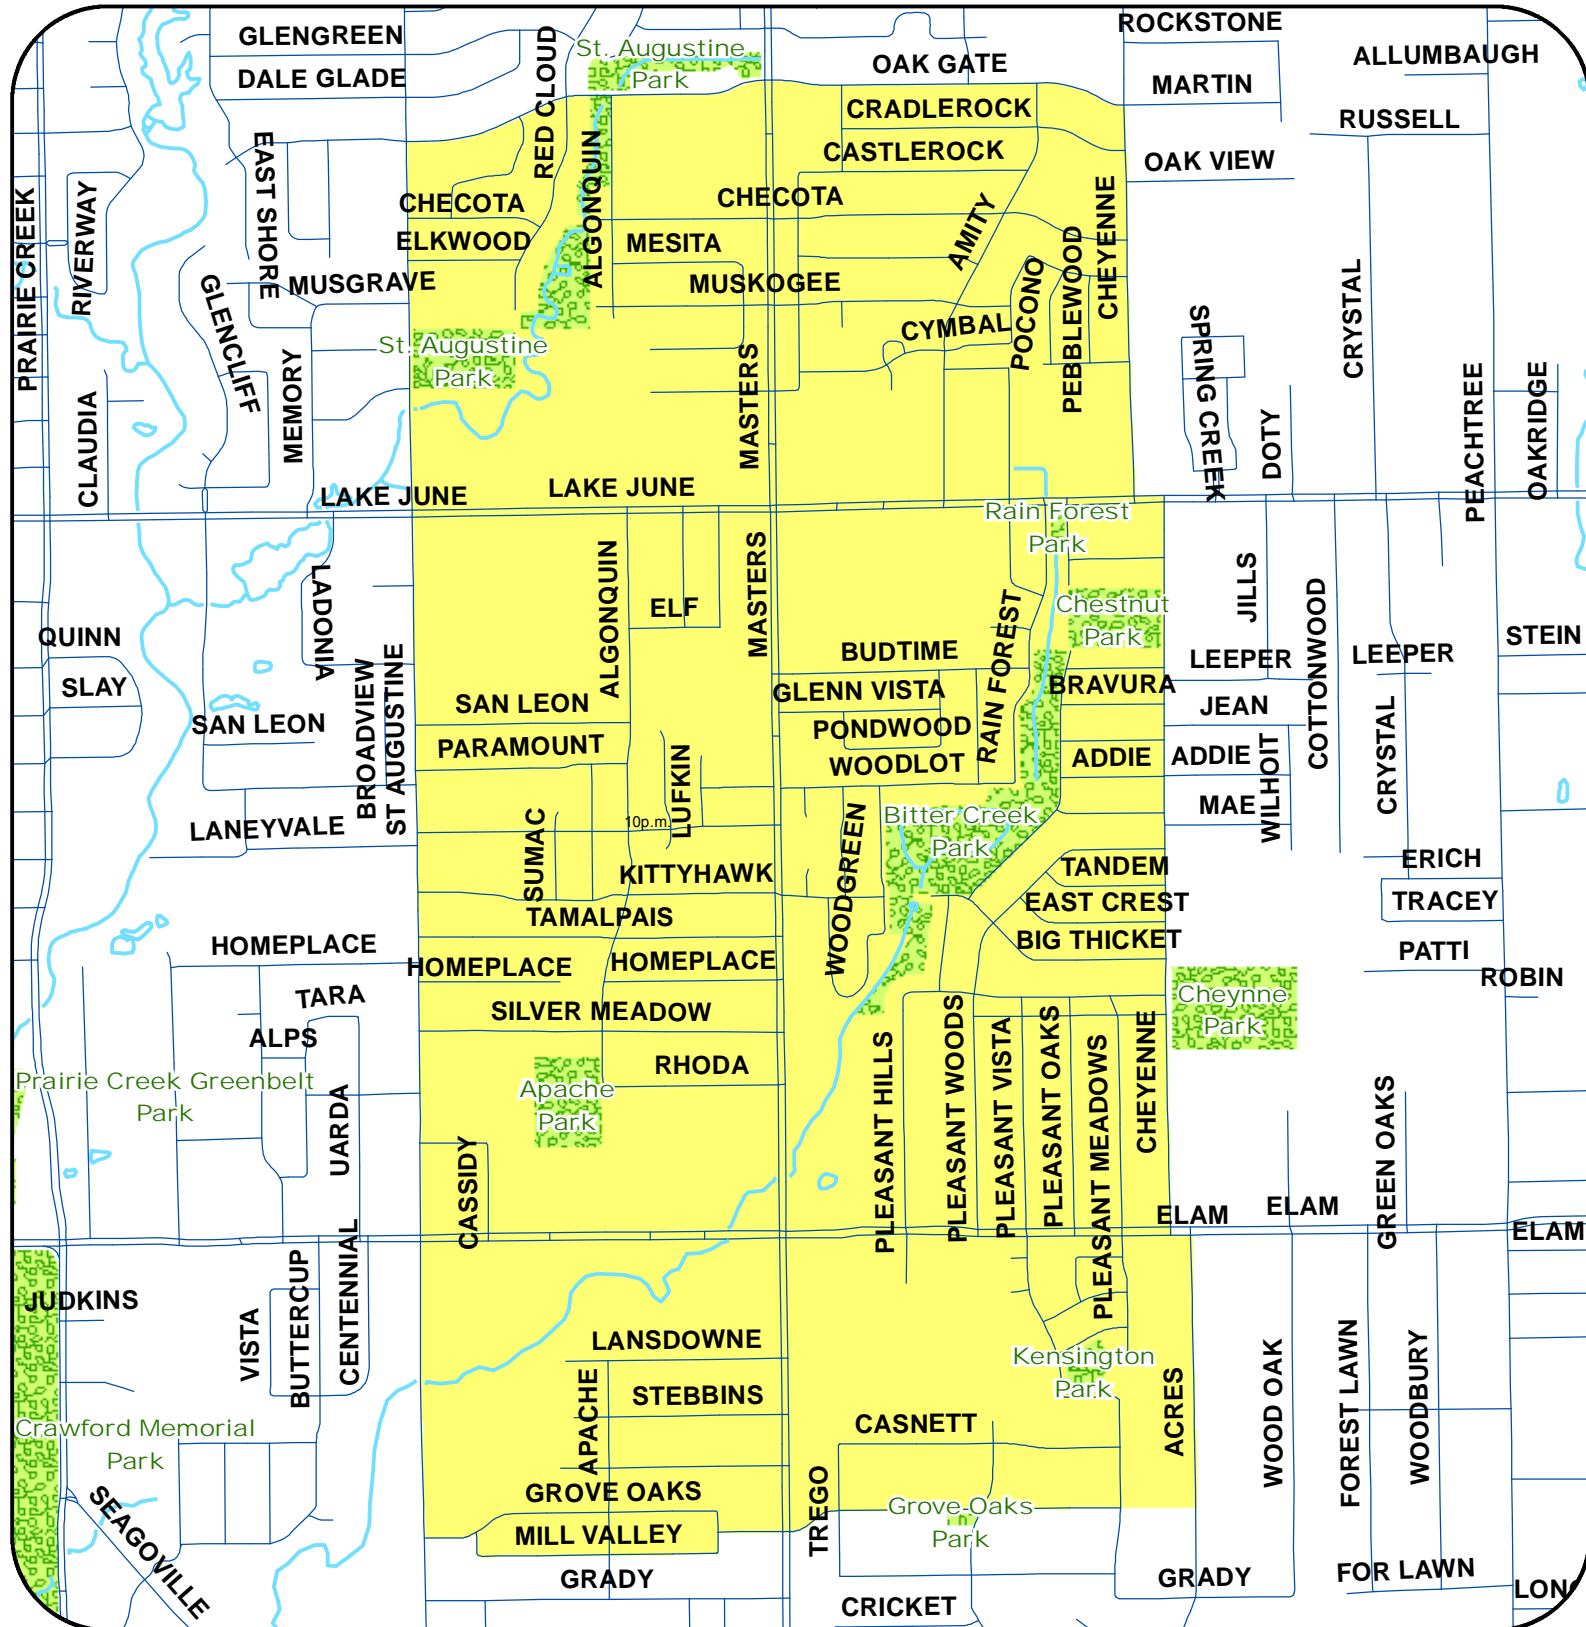 ROCKSTONE
GLENGREEN
St. Augustine
Park
ALLUMBAUGH
OAK GATE
DALE GLADE
MARTIN
RED CLOUD
CRADLEROCK
RUSSELL
CASTLEROCK
OAK VIEW
EAST SHORE
ALGONQUIN
CHECOTA
CHECOTA
RIVERWAY
PRAIRIE CREEK
AMITY
CHEYENNE
ELKWOOD
MESITA
PEBBLEWOOD
MUSGRAVE
MUSKOGEE
POCONO
CYMBAL
CRYSTAL
GLENCLIFF
St. Augustine
Park
SPRING CREEK
MEMORY
MASTERS
CLAUDIA
DOTY
PEACHTREE
OAKRIDGE
LAKE JUNE
LAKE JUNE
Rain Forest
Park
LADONIA
ALGONQUIN
MASTERS
ELF
Chestnut
Park
JILLS
COTTONWOOD
QUINN
STEIN
BUDTIME
RAIN FOREST
LEEPER
LEEPER
SLAY
BROADVIEW
ST AUGUSTINE
SAN LEON
GLENN VISTA
BRAVURA
JEAN
SAN LEON
PONDWOOD
PARAMOUNT
WOODLOT
ADDIE
ADDIE
CRYSTAL
LUFKIN
WILHOIT
MAE
LANEYVALE
10p.m.
Bitter Creek
Park
SUMAC
WOODGREEN
KITTYHAWK
TANDEM
ERICH
TRACEY
EAST CREST
TAMALPAIS
HOMEPLACE
BIG THICKET
PATTI
HOMEPLACE
HOMEPLACE
ROBIN
TARA
Cheynne
Park
SILVER MEADOW
ALPS
PLEASANT HILLS
PLEASANT WOODS
PLEASANT VISTA
PLEASANT OAKS
PLEASANT MEADOWS
CHEYENNE
RHODA
Prairie Creek Greenbelt
Park
Apache
Park
UARDA
GREEN OAKS
CASSIDY
ELAM
ELAM
ELAM
CENTENNIAL
BUTTERCUP
VISTA
JUDKINS
LANSDOWNE
Kensington
Park
APACHE
STEBBINS
ACRES
WOOD OAK
FOREST LAWN
WOODBURY
CASNETT
Crawford Memorial
Park
GROVE OAKS
TREGO
Grove Oaks
Park
MILL VALLEY
SEAGOVILLE
GRADY
GRADY
FOR LAWN
CRICKET